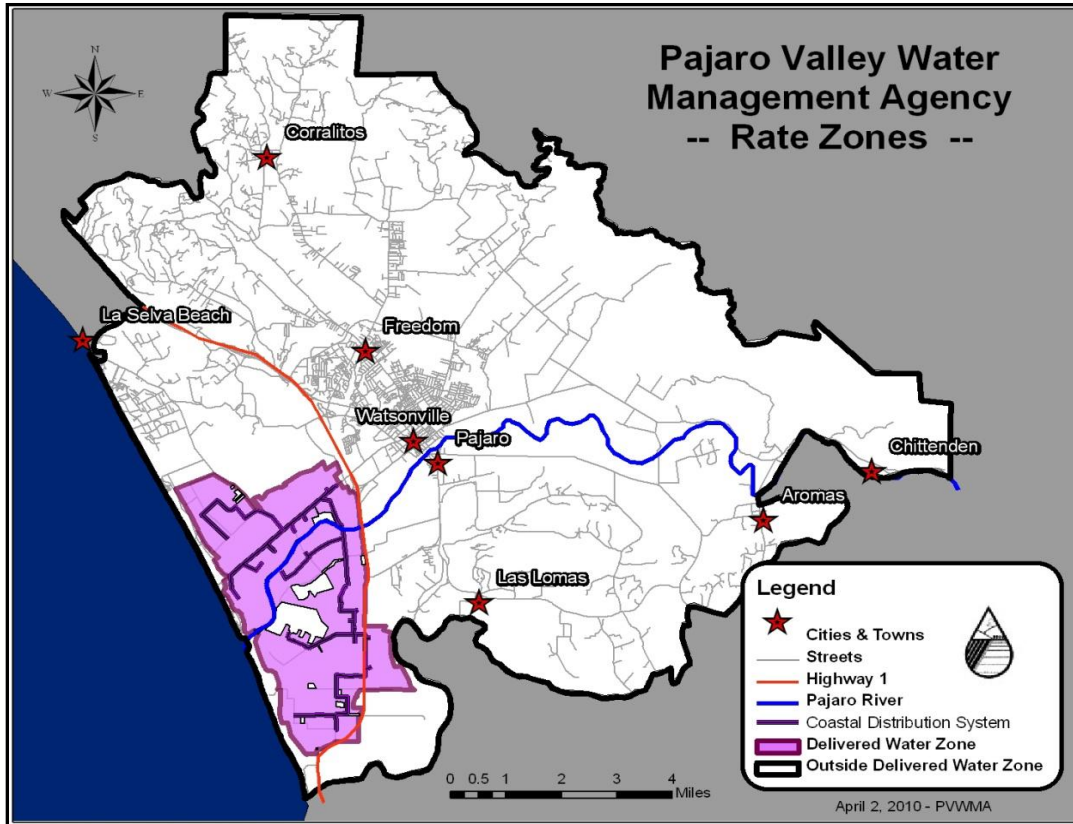 Pajaro Valley Water
Management Agency
-- Rate Zones --
N
W E
S
Corralitos
La Selva Beach
Freedom
Watsonville
Pajaro
Chittenden
Aromas
Las Lomas
Legend
Cities & Towns
Streets
Highway 1
Pajaro River
Coastal Distribution System
Delivered Water Zone
Outside Delivered Water Zone
0 0.5 1 2 3 4
Miles
April 2, 2010 - PVWMA